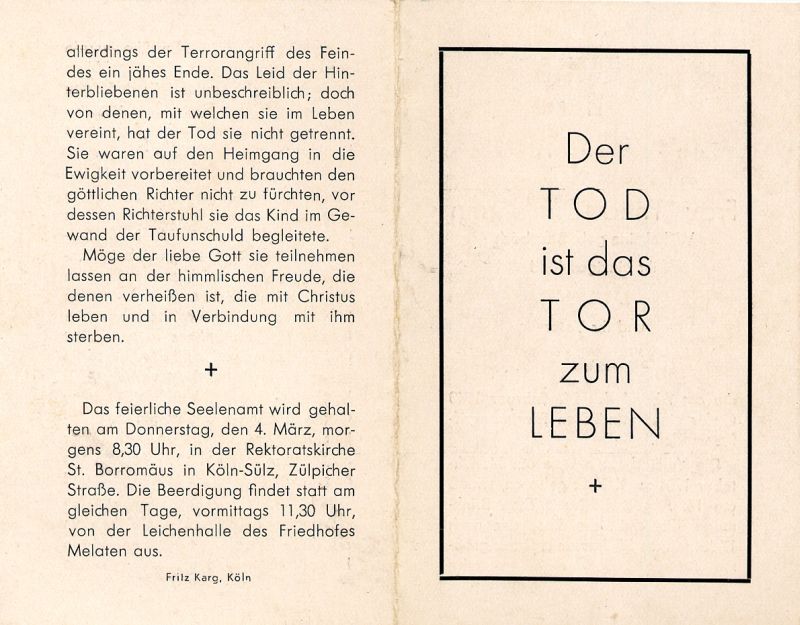 allerdings der Terrorangriff des Fein-
des ein jähes Ende. Das Leid der Hin-
terbliebenen ist unbeschreiblich; doch
von denen, mit welchen sie im Leben
vereint, hat der Tod sie nicht getrennt.
Sie waren auf den Heimgang in die
Ewigkeit vorbereitet und brauchten den
göttlichen Richter nicht zu fürchten, vor
dessen Richterstuhl sie das Kind im Ge-
wand der Taufunschuld begleitete.
Möge der liebe Gott sie teilnehmen
lassen an der himmlischen Freude, die
denen verheißen ist, die mit Christus
leben und in Verbindung mit ihm
sterben.
+
Das feierliche Seelenamt wird gehal-
ten am Donnerstag, den 4. März, mor-
gens 8,30 Uhr, in der Rektoratskirche
St. Borromäus in Köln-Sülz, Zülpicher
Straße. Die Beerdigung findet statt am
gleichen Tage, vormittags 11,30 Uhr,
von der Leichenhalle des Friedhofes
Melaten aus.
Fritz Karg, Köln
Der
TOD
ist das
TOR
zum
LEBEN
+